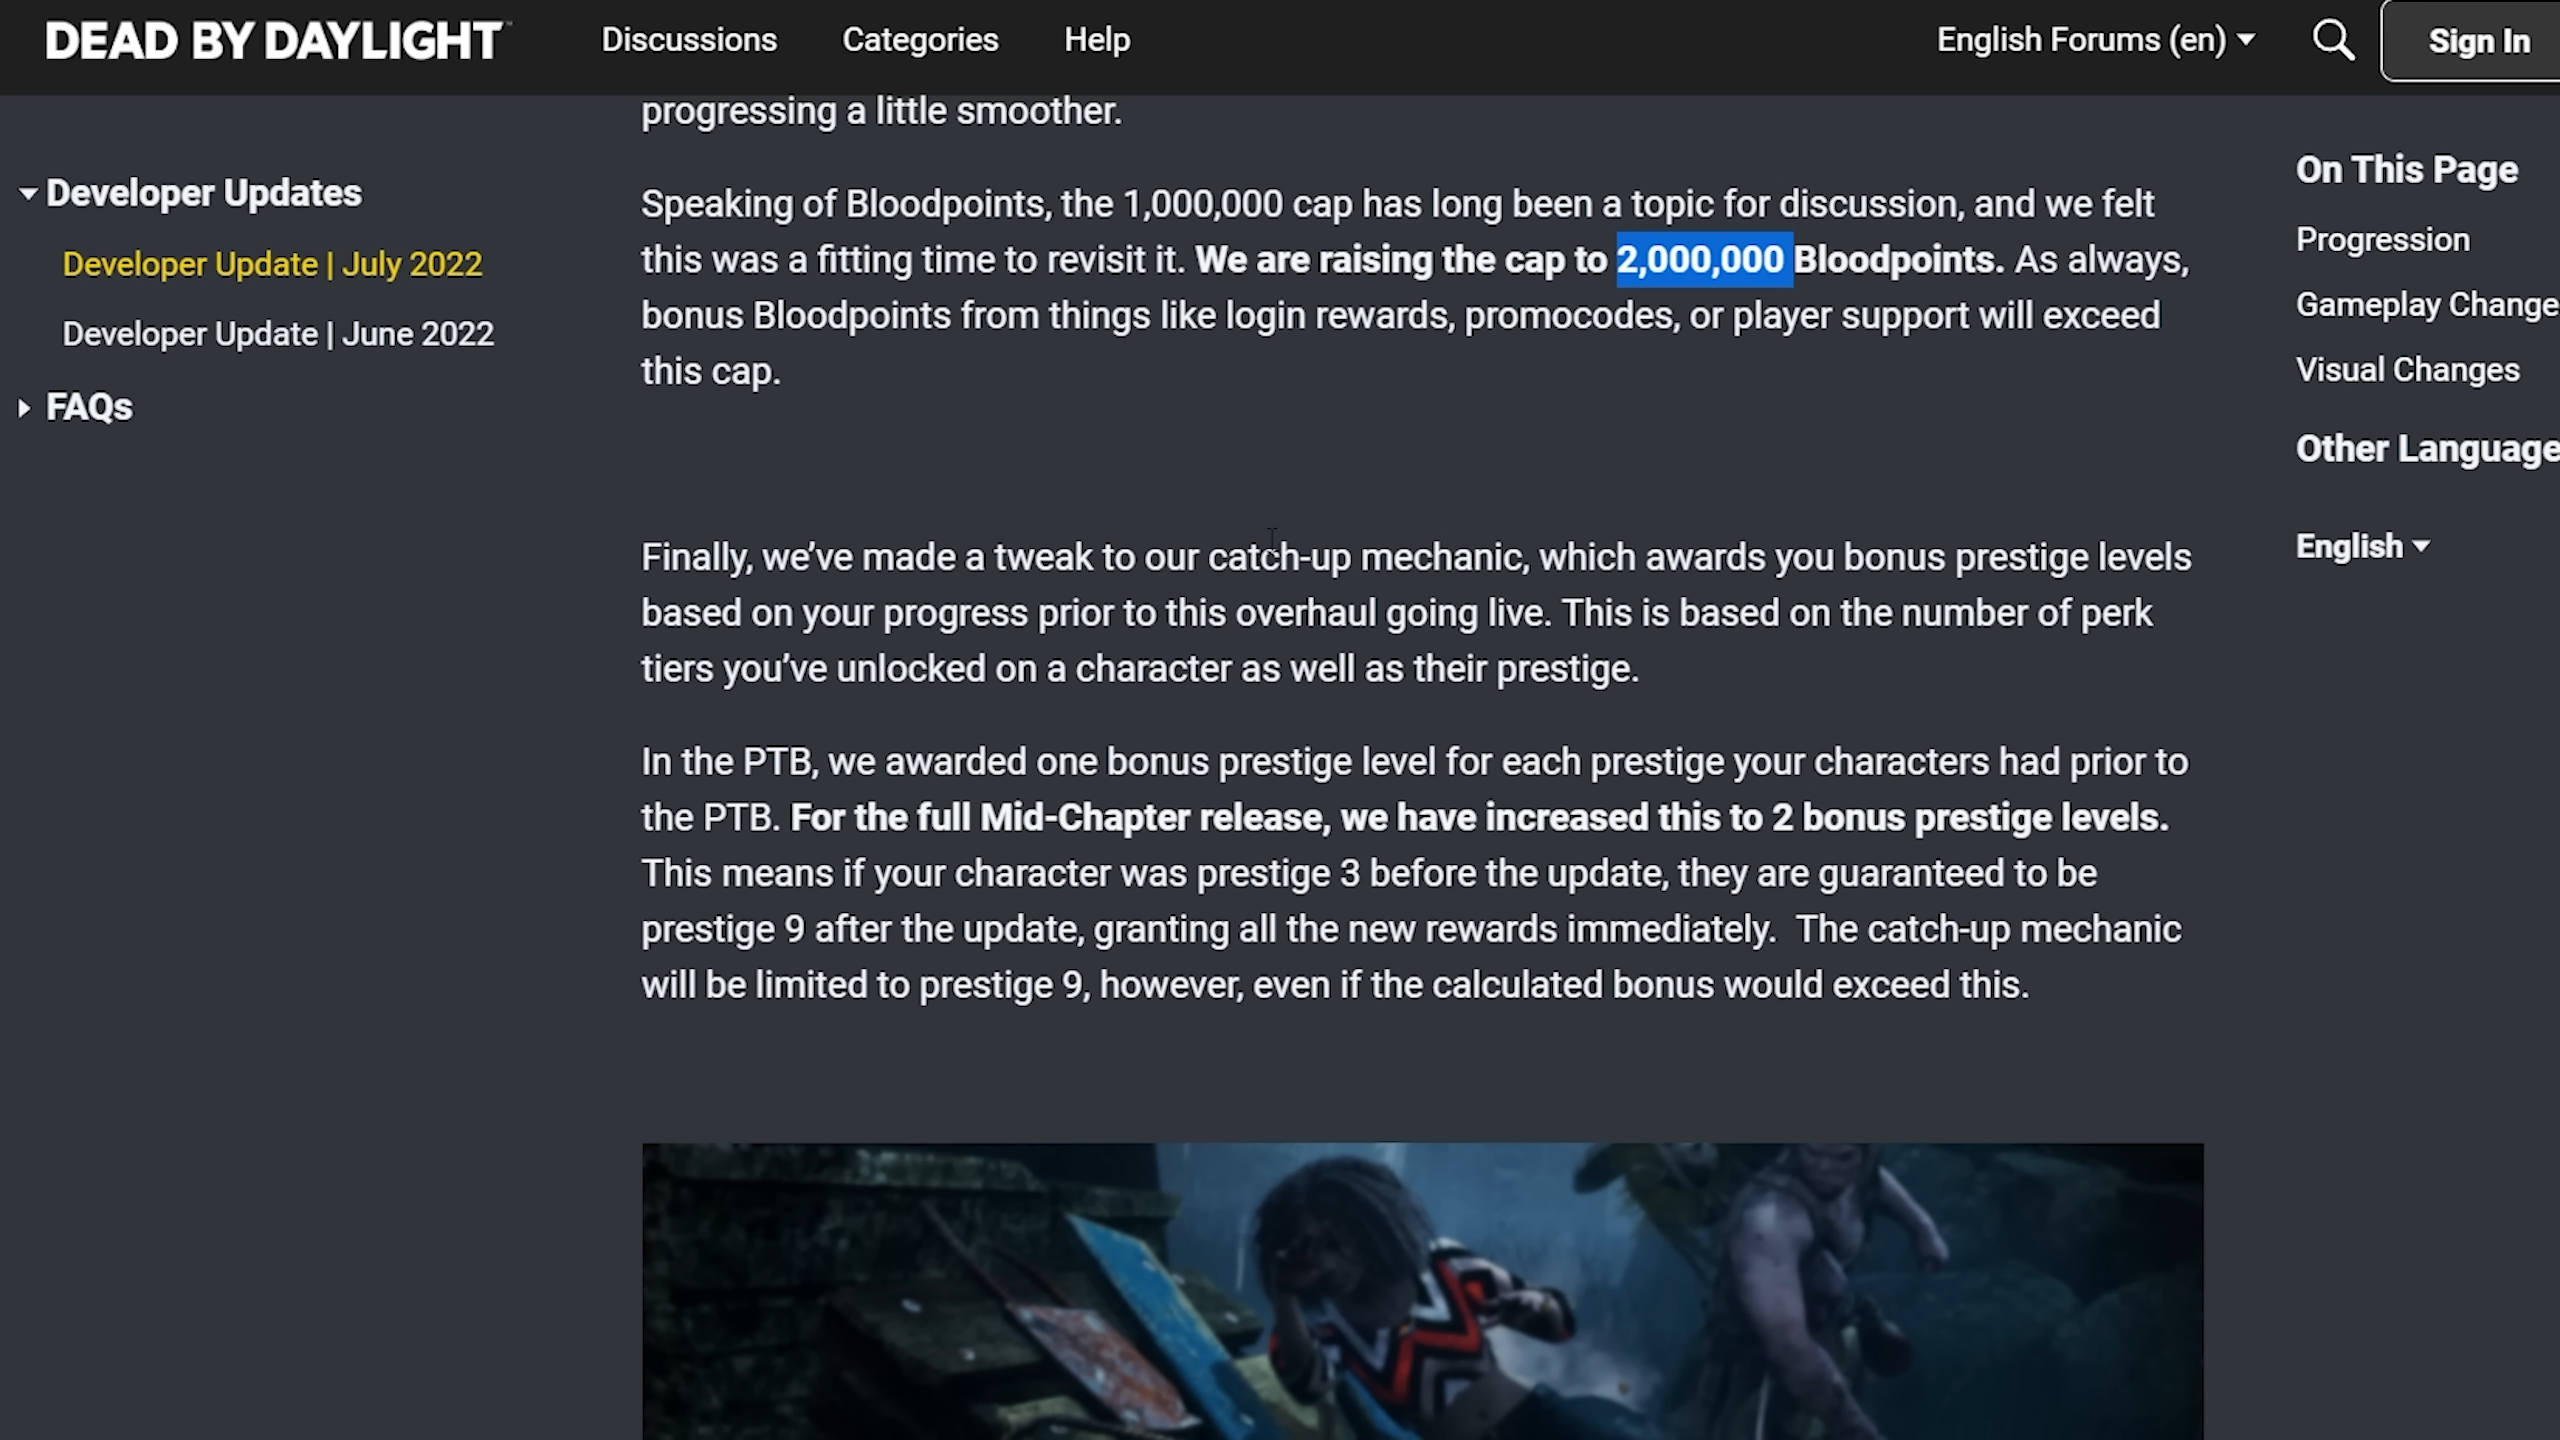 DEAD BY DAYLIGHT™
Discussions
Categories
Help
English Forums (en)
Sign In
Developer Updates
Developer Update | July 2022
Developer Update | June 2022
FAQs
progressing a little smoother.
Speaking of Bloodpoints, the 1,000,000 cap has long been a topic for discussion, and we felt
this was a fitting time to revisit it. We are raising the cap to 2,000,000 Bloodpoints. As always,
bonus Bloodpoints from things like login rewards, promocodes, or player support will exceed
this cap.
Finally, we’ve made a tweak to our catch-up mechanic, which awards you bonus prestige levels
based on your progress prior to this overhaul going live. This is based on the number of perk
tiers you’ve unlocked on a character as well as their prestige.
In the PTB, we awarded one bonus prestige level for each prestige your characters had prior to
the PTB. For the full Mid-Chapter release, we have increased this to 2 bonus prestige levels.
This means if your character was prestige 3 before the update, they are guaranteed to be
prestige 9 after the update, granting all the new rewards immediately.  The catch-up mechanic
will be limited to prestige 9, however, even if the calculated bonus would exceed this.
On This Page
Progression
Gameplay Change
Visual Changes
Other Language
English